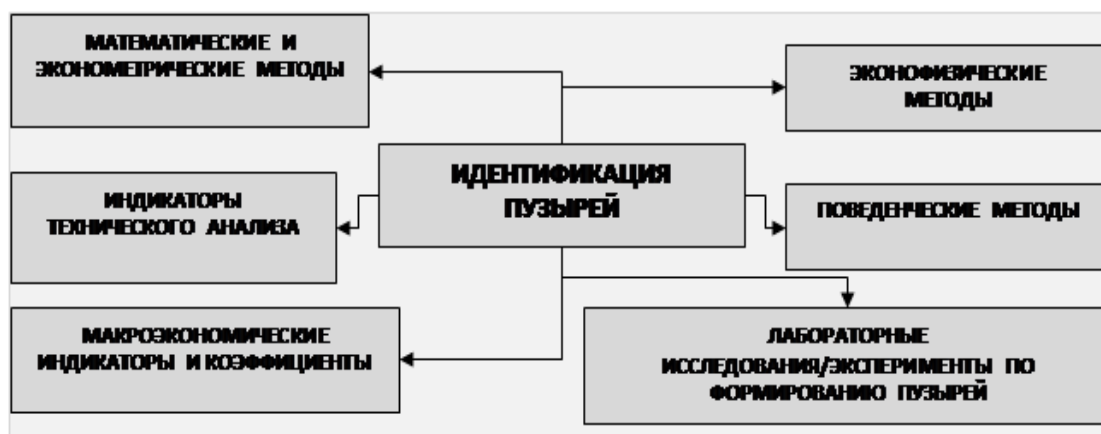 МАТЕМАТИЧЕСКИЕ И
ЭКОНОМЕТРИЧЕСКИЕ МЕТОДЫ
ЭКОНОФИЗИЧЕСКИЕ
МЕТОДЫ
ИДЕНТИФИКАЦИЯ
ПУЗЫРЕЙ
ИНДИКАТОРЫ
ТЕХНИЧЕСКОГО АНАЛИЗА
ПОВЕДЕНЧЕСКИЕ МЕТОДЫ
МАКРОЭКОНОМИЧЕСКИЕ
ИНДИКАТОРЫ И КОЭФФИЦИЕНТЫ
ЛАБОРАТОРНЫЕ
ИССЛЕДОВАНИЯ/ЭКСПЕРИМЕНТЫ ПО
ФОРМИРОВАНИЮ ПУЗЫРЕЙ